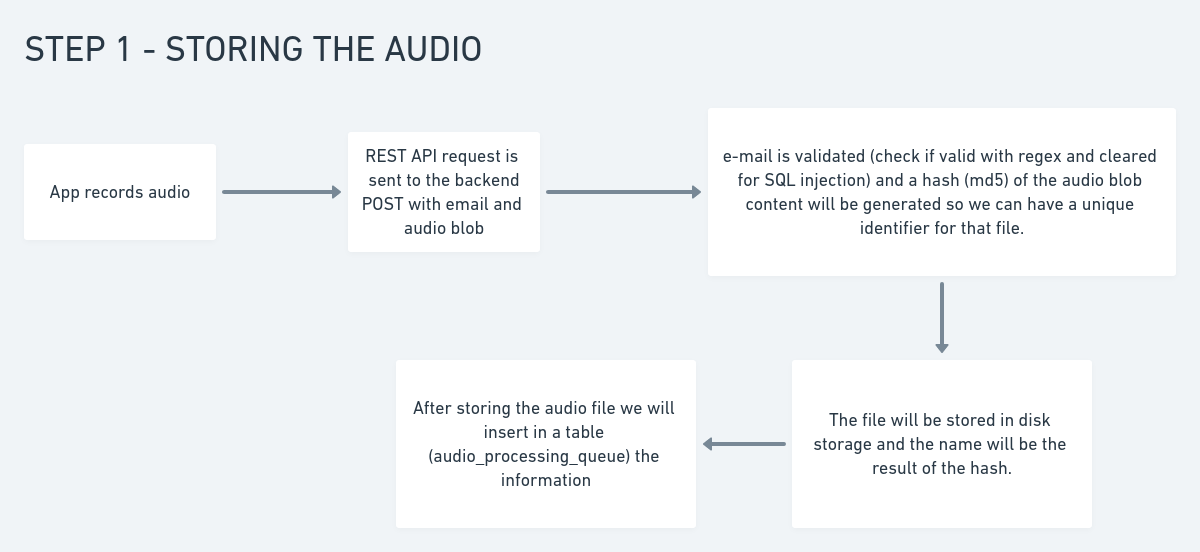 STEP 1 - STORING THE AUDIO
App records audio
REST API request is
sent to the backend
POST with email and
audio blob
e-mail is validated (check if valid with regex and cleared
for SQL injection) and a hash (md5) of the audio blob
content will be generated so we can have a unique
identifier for that file.
The file will be stored in disk
storage and the name will be the
result of the hash.
After storing the audio file we will
insert in a table
(audio_processing_queue) the
information